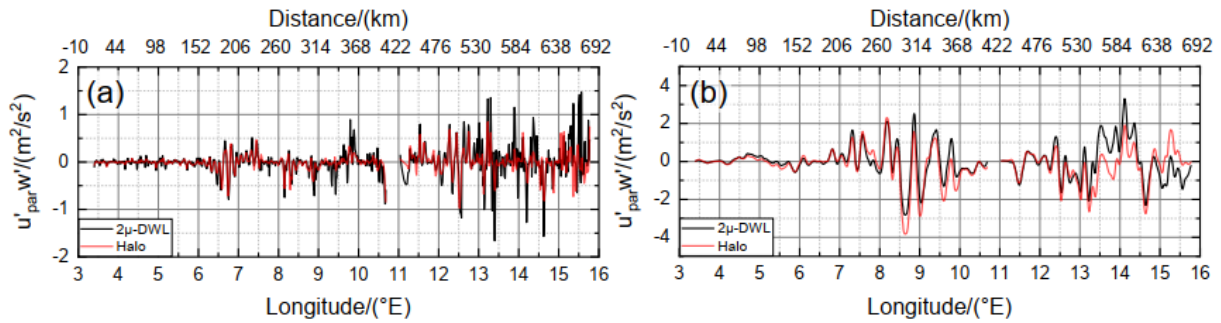 Distance/(km)
-10 44 98 152 206 260 314 368 422 476 530 584 638 692
2
1
0
-1
-2
u'par w'/(m²/s²)
(a)
2µ-DWL
Halo
3 4 5 6 7 8 9 10 11 12 13 14 15 16
Longitude/(°E)
Distance/(km)
-10 44 98 152 206 260 314 368 422 476 530 584 638 692
4
2
0
-2
-4
u'par w'/(m²/s²)
(b)
2µ-DWL
Halo
3 4 5 6 7 8 9 10 11 12 13 14 15 16
Longitude/(°E)